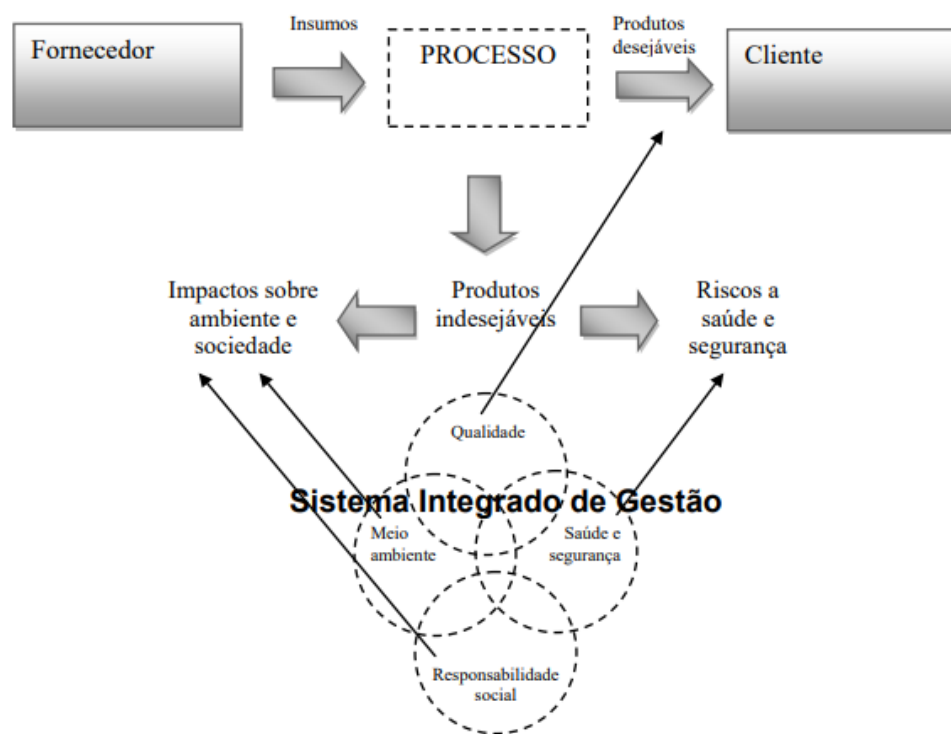 Insumos
Produtos
desejáveis
Fornecedor
PROCESSO
Cliente
Impactos sobre
ambiente e
sociedade
Produtos
indesejáveis
Riscos a
saúde e
segurança
Qualidade
Sistema Integrado de Gestão
Meio
ambiente
Saúde e
segurança
Responsabilidade
social